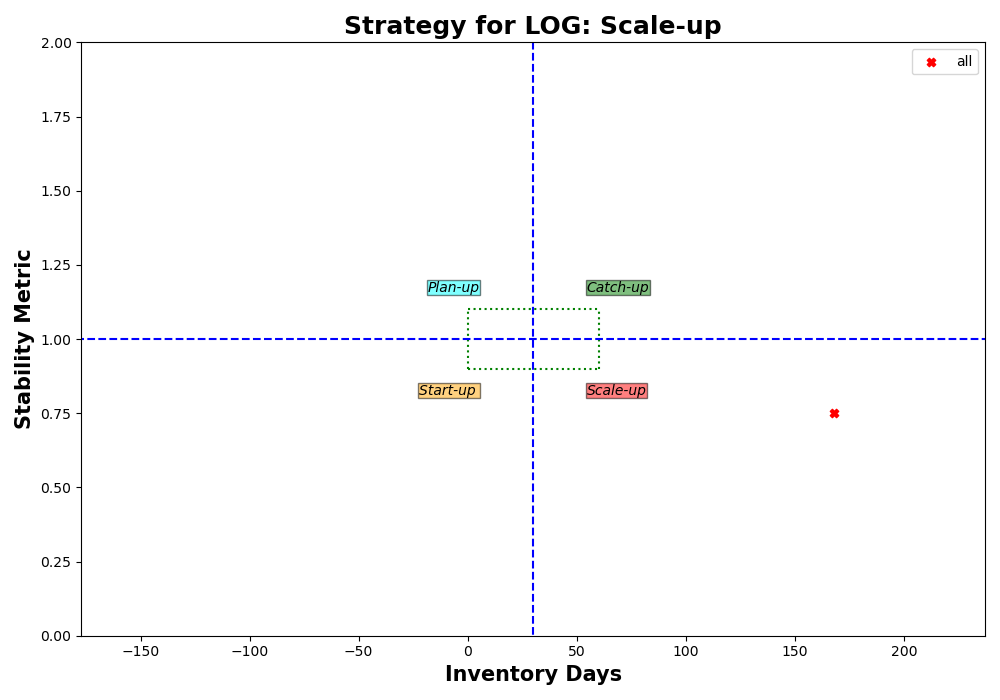 Strategy for LOG: Scale-up
all
2.00
1.75
1.50
1.25
1.00
0.75
0.50
0.25
0.00
Stability Metric
Plan-up
Catch-up
Start-up
Scale-up
−150
−100
−50
0
50
100
150
200
Inventory Days